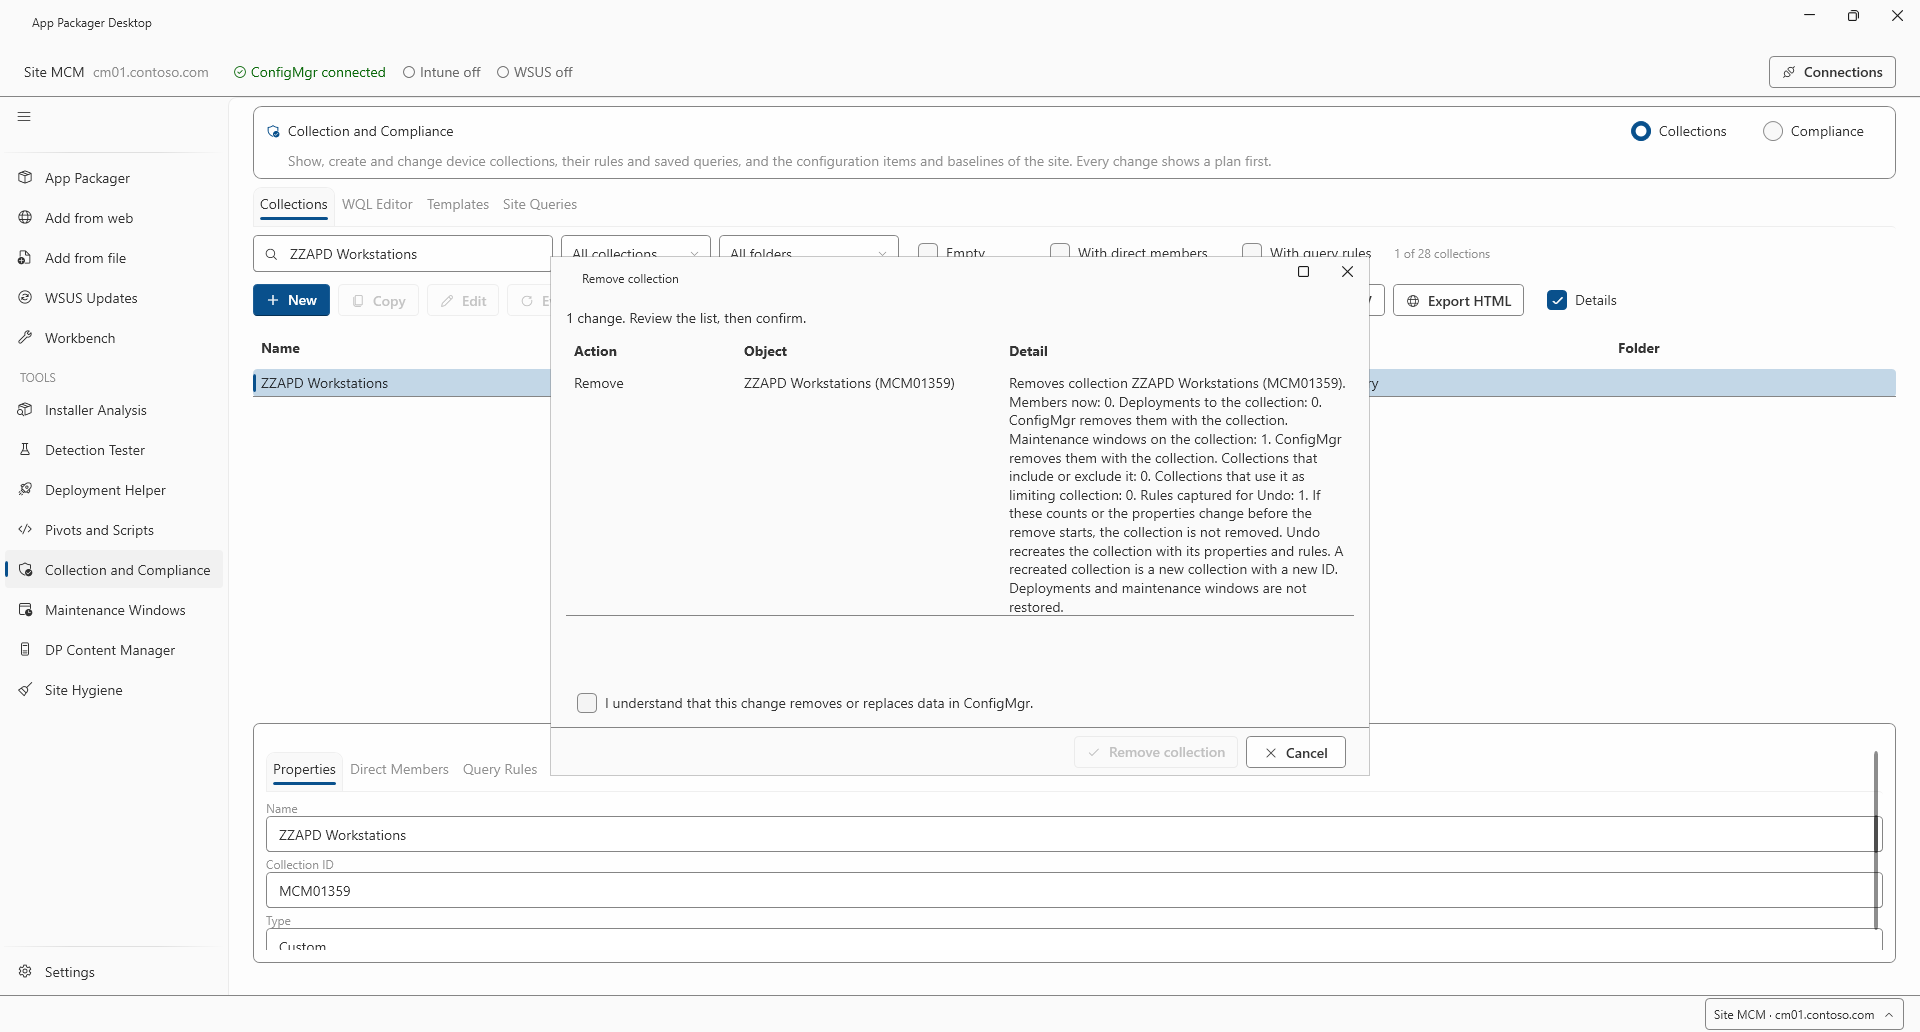 App Packager Desktop
Site MCM cm01.contoso.com ConfigMgr connected Intune off WSUS off Connections
Collection and Compliance Collections Compliance
Show, create and change device collections, their rules and saved queries, and the configuration items and baselines of the site. Every change shows a plan first.
App Packager
Add from web
Add from file
WSUS Updates
Workbench
TOOLS
Installer Analysis
Detection Tester
Deployment Helper
Pivots and Scripts
Collection and Compliance
Maintenance Windows
DP Content Manager
Site Hygiene
Settings
Collections WQL Editor Templates Site Queries
ZZAPD Workstations All collections All folders Empty With direct members With query rules 1 of 28 collections
New Copy Edit Export HTML Details
Name Folder
ZZAPD Workstations
Remove collection
1 change. Review the list, then confirm.
Action Object Detail
Remove ZZAPD Workstations (MCM01359) Removes collection ZZAPD Workstations (MCM01359).
Members now: 0. Deployments to the collection: 0.
ConfigMgr removes them with the collection.
Maintenance windows on the collection: 1. ConfigMgr
removes them with the collection. Collections that
include or exclude it: 0. Collections that use it as
limiting collection: 0. Rules captured for Undo: 1. If
these counts or the properties change before the
remove starts, the collection is not removed. Undo
recreates the collection with its properties and rules. A
recreated collection is a new collection with a new ID.
Deployments and maintenance windows are not
restored.
I understand that this change removes or replaces data in ConfigMgr.
Remove collection Cancel
Properties Direct Members Query Rules
Name
ZZAPD Workstations
Collection ID
MCM01359
Type
Custom
Site MCM · cm01.contoso.com